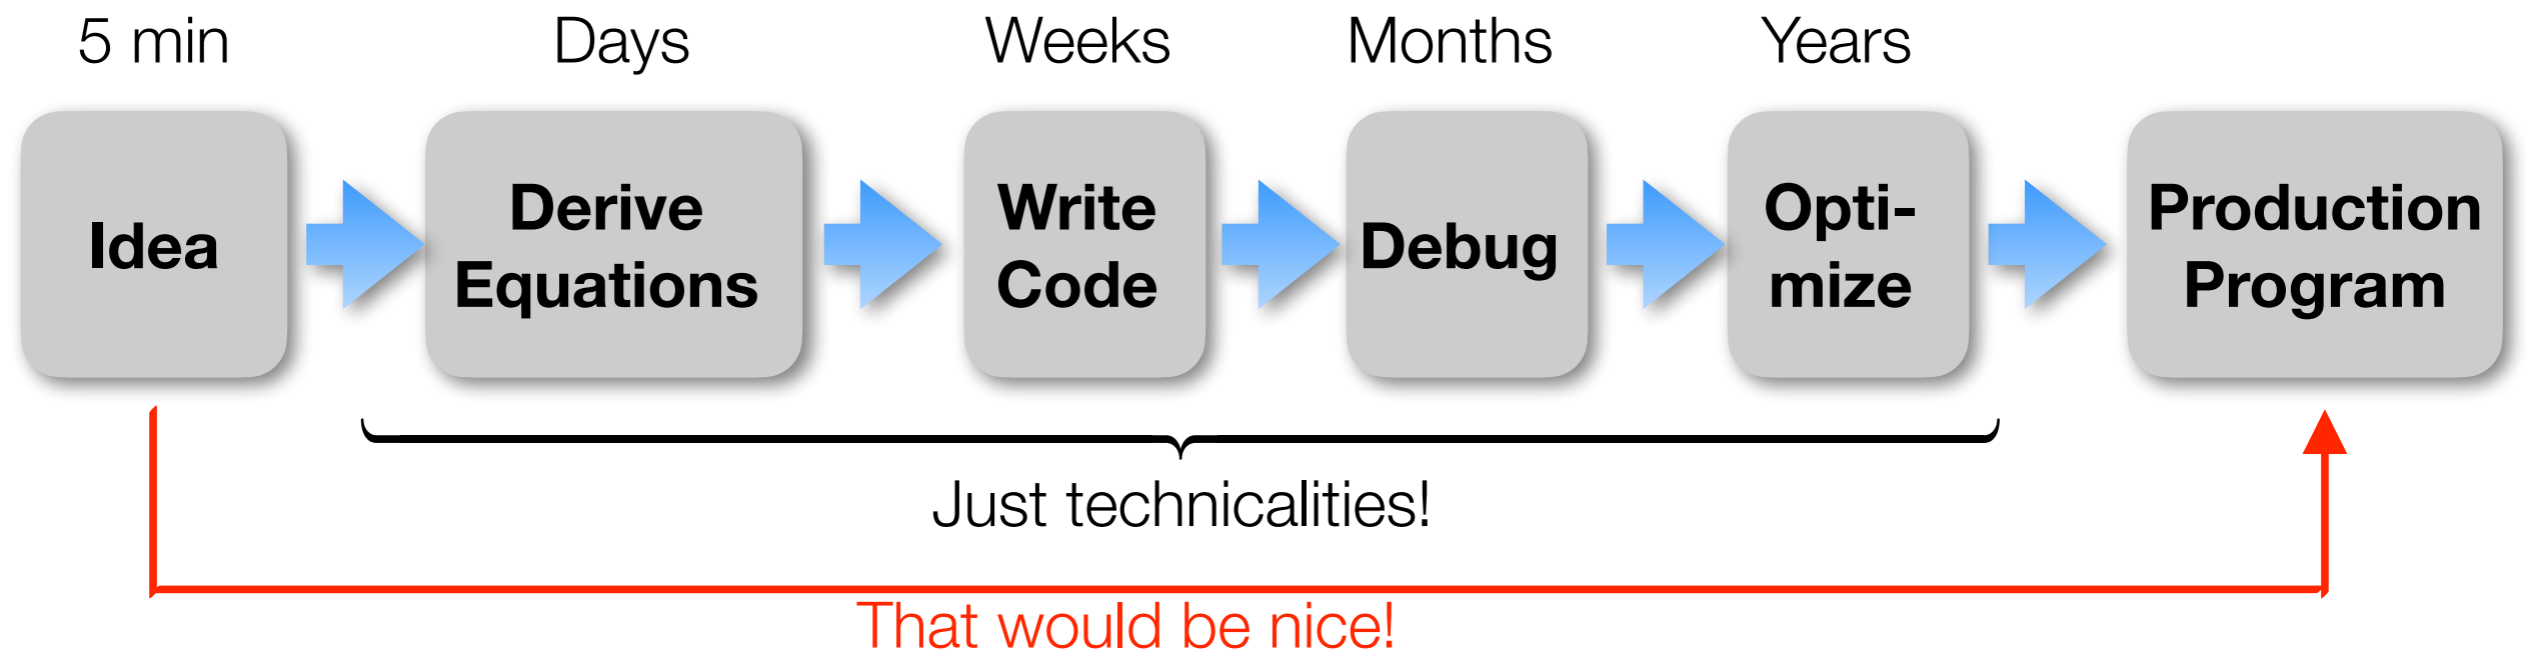 5 min Days Weeks Months Years
Idea
Derive
Equations
Write
Code
Debug
Opti-
mize
Production
Program
Just technicalities!
That would be nice!